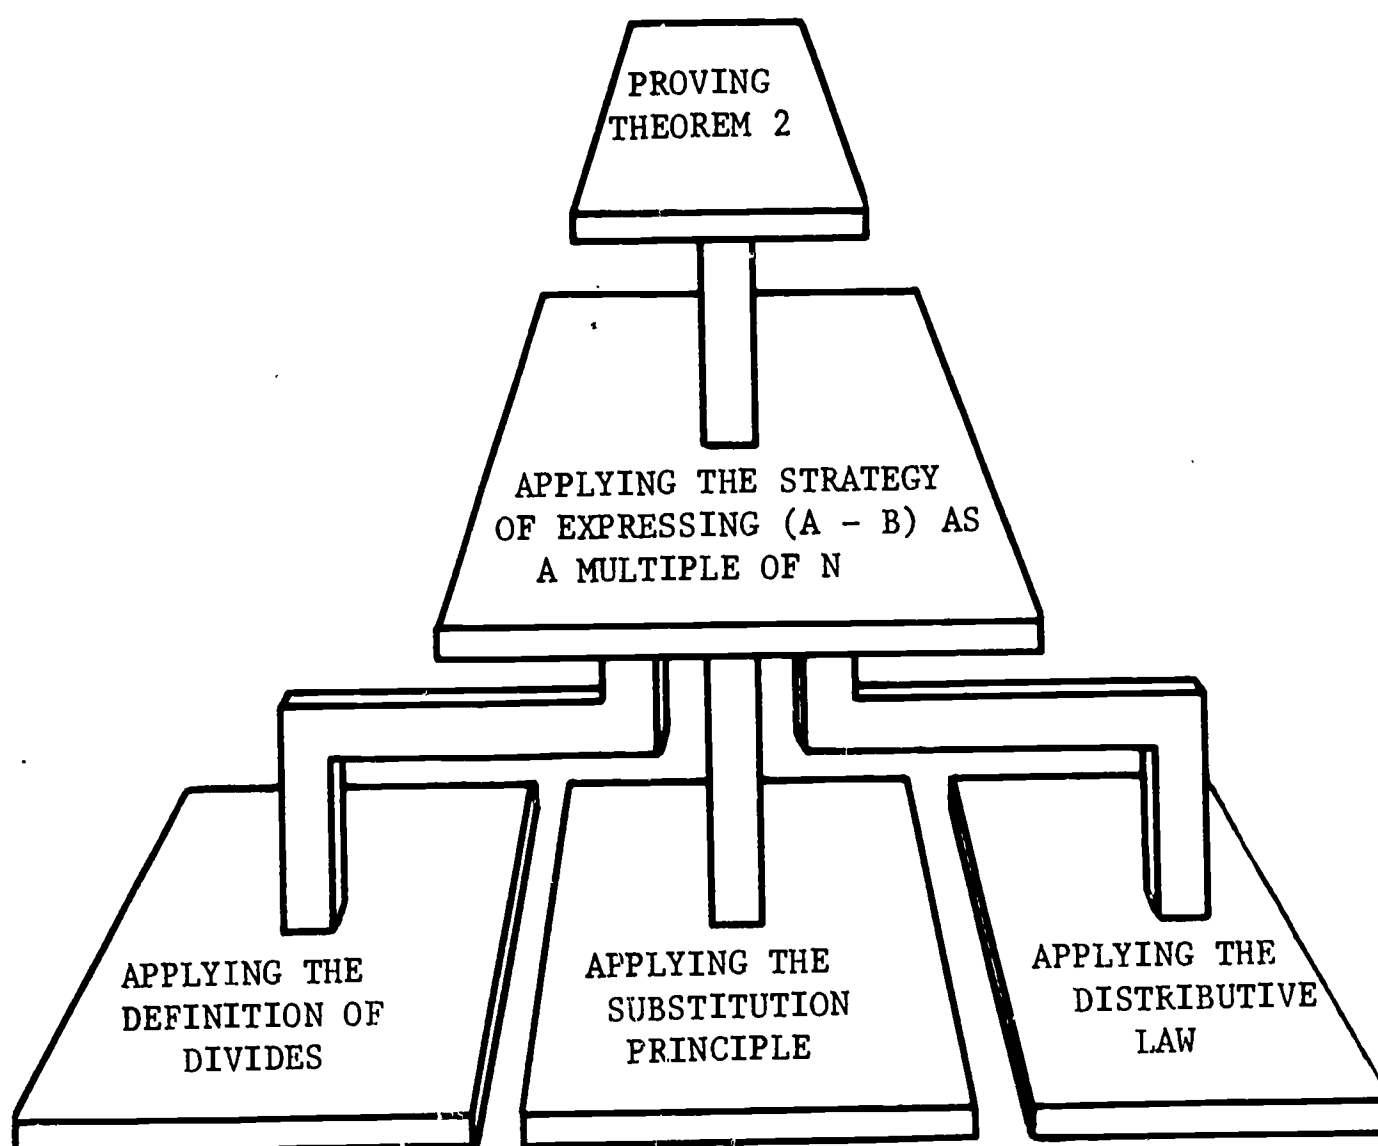 PROVING
THEOREM 2
APPLYING THE STRATEGY
OF EXPRESSING (A - B) AS
A MULTIPLE OF N
APPLYING THE
DEFINITION OF
DIVIDES
APPLYING THE
SUBSTITUTION
PRINCIPLE
APPLYING THE
DISTRIBUTIVE
LAW